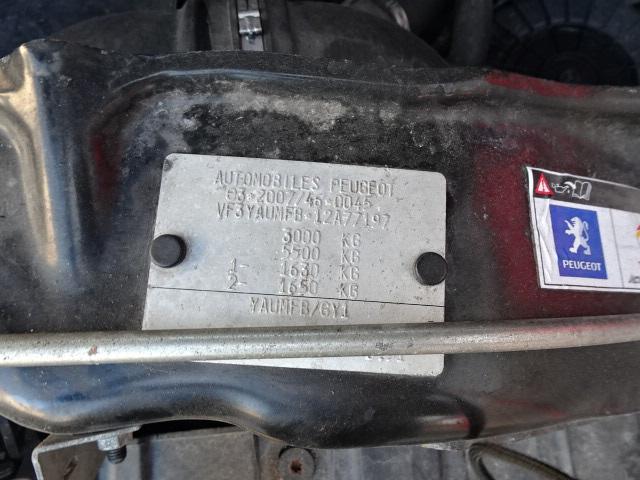 AUTOMOBILES PEUGEOT
e3*2007/46*0045
VF3YAUMFB*12A77197
3000 KG
5500 KG
1- 1630 KG
2- 1650 KG
YAUMFB/GY1
PEUGEOT